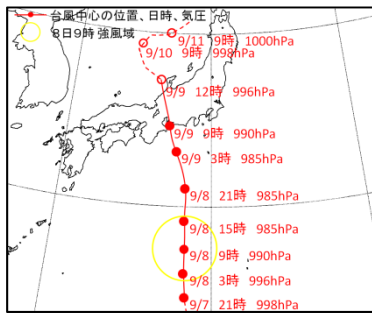 台風中心の位置、日時、気圧
8日9時 強風域
9/11 9時 1000hPa
9/10 9時 998hPa
9/9 12時 996hPa
9/9 9時 990hPa
9/9 3時 985hPa
9/8 21時 985hPa
9/8 15時 985hPa
9/8 9時 990hPa
9/8 3時 996hPa
9/7 21時 998hPa